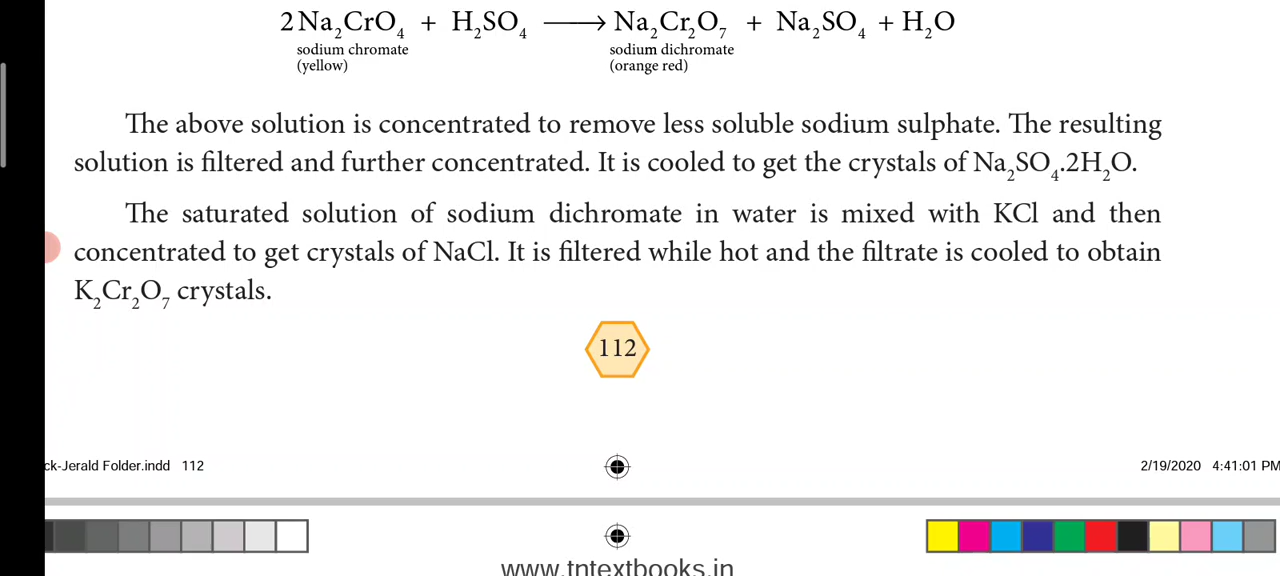 2Na₂CrO₄ + H₂SO₄ ⟶ Na₂Cr₂O₇ + Na₂SO₄ + H₂O
sodium chromate sodium dichromate
(yellow) (orange red)
The above solution is concentrated to remove less soluble sodium sulphate. The resulting
solution is filtered and further concentrated. It is cooled to get the crystals of Na₂SO₄.2H₂O.
The saturated solution of sodium dichromate in water is mixed with KCl and then
concentrated to get crystals of NaCl. It is filtered while hot and the filtrate is cooled to obtain
K₂Cr₂O₇ crystals.
112
ck-Jerald Folder.indd 112 2/19/2020 4:41:01 PM
www.tntextbooks.in